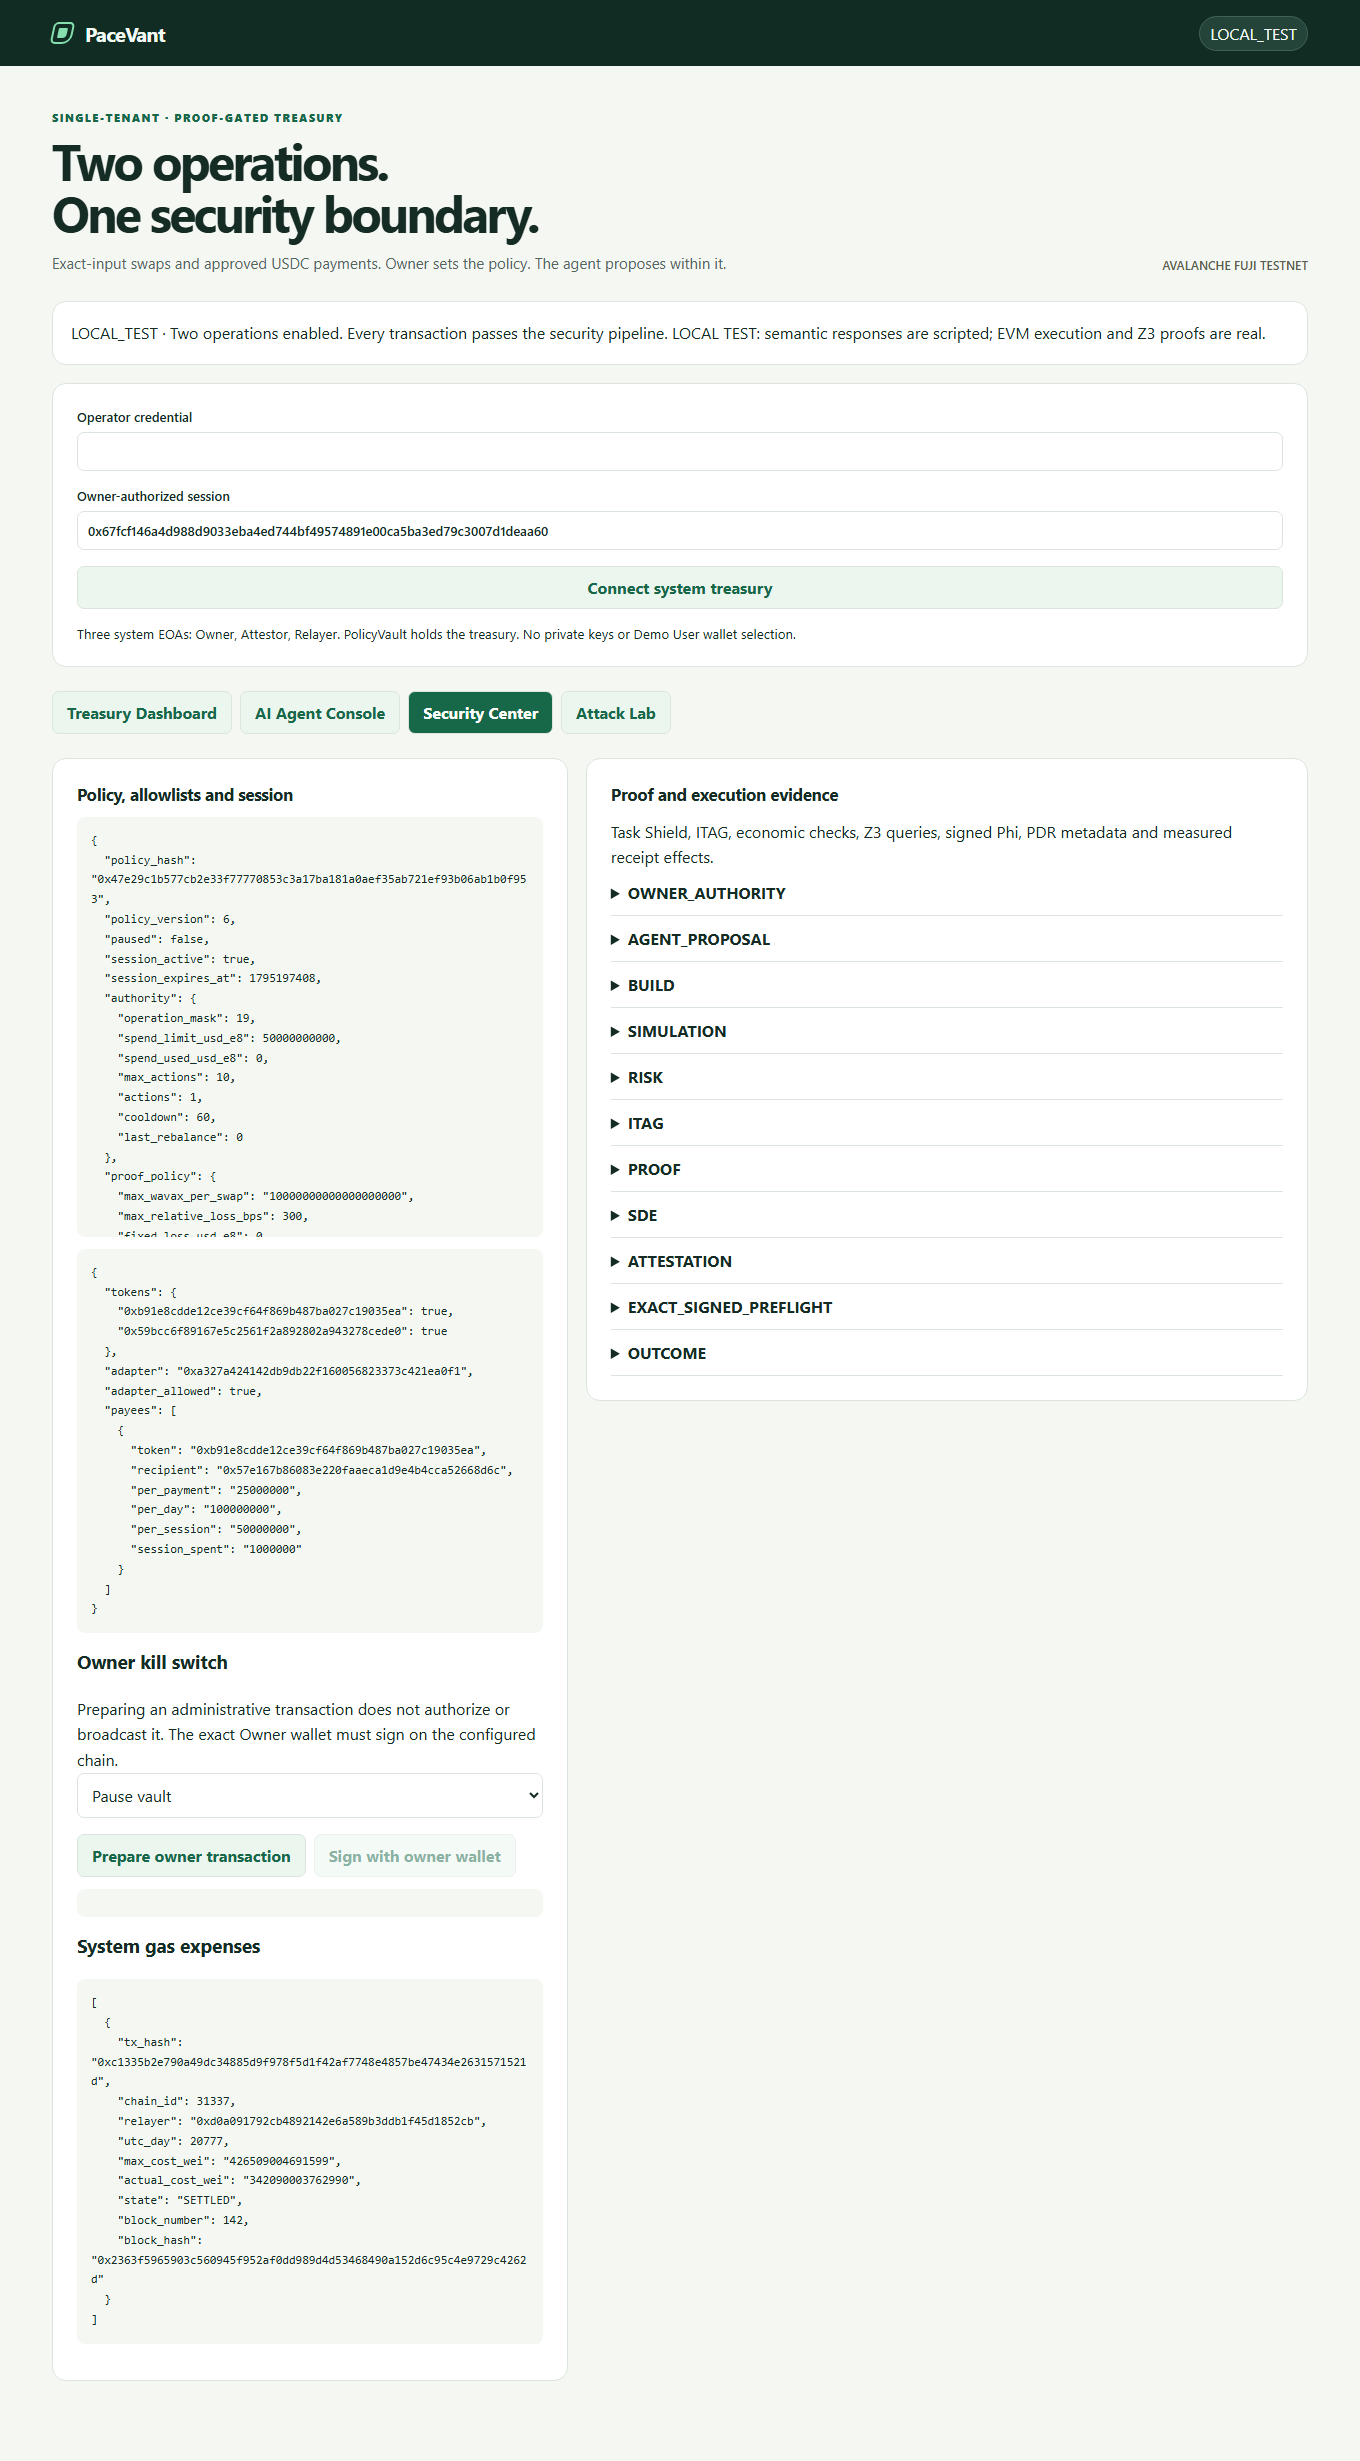 PaceVant
LOCAL_TEST
SINGLE-TENANT · PROOF-GATED TREASURY
Two operations.
One security boundary.
Exact-input swaps and approved USDC payments. Owner sets the policy. The agent proposes within it.
AVALANCHE FUJI TESTNET
LOCAL_TEST · Two operations enabled. Every transaction passes the security pipeline. LOCAL TEST: semantic responses are scripted; EVM execution and Z3 proofs are real.
Operator credential
Owner-authorized session
0x67fcf146a4d988d9033eba4ed744bf49574891e00ca5ba3ed79c3007d1deaa60
Connect system treasury
Three system EOAs: Owner, Attestor, Relayer. PolicyVault holds the treasury. No private keys or Demo User wallet selection.
Treasury Dashboard
AI Agent Console
Security Center
Attack Lab
Policy, allowlists and session
{
"policy_hash":
"0x47e29c1b577cb2e33f77770853c3a17ba181a0aef35ab721ef93b06ab1b0f95
3",
"policy_version": 6,
"paused": false,
"session_active": true,
"session_expires_at": 1795197408,
"authority": {
"operation_mask": 19,
"spend_limit_usd_e8": 50000000000,
"spend_used_usd_e8": 0,
"max_actions": 10,
"actions": 1,
"cooldown": 60,
"last_rebalance": 0
},
"proof_policy": {
"max_wavax_per_swap": "10000000000000000000",
"max_relative_loss_bps": 300,
"fixed_loss_usd_e8": 0
{
"tokens": {
"0xb91e8cdde12ce39cf64f869b487ba027c19035ea": true,
"0x59bcc6f89167e5c2561f2a892802a943278cede0": true
},
"adapter": "0xa327a424142db9db22f160056823373c421ea0f1",
"adapter_allowed": true,
"payees": [
{
"token": "0xb91e8cdde12ce39cf64f869b487ba027c19035ea",
"recipient": "0x57e167b86083e220faaeca1d9e4b4cca52668d6c",
"per_payment": "25000000",
"per_day": "100000000",
"per_session": "50000000",
"session_spent": "1000000"
}
]
}
Owner kill switch
Preparing an administrative transaction does not authorize or
broadcast it. The exact Owner wallet must sign on the configured
chain.
Pause vault
Prepare owner transaction
Sign with owner wallet
System gas expenses
[
{
"tx_hash":
"0xc1335b2e790a49dc34885d9f978f5d1f42af7748e4857be47434e2631571521
d",
"chain_id": 31337,
"relayer": "0xd0a091792cb4892142e6a589b3ddb1f45d1852cb",
"utc_day": 20777,
"max_cost_wei": "426509004691599",
"actual_cost_wei": "342090003762990",
"state": "SETTLED",
"block_number": 142,
"block_hash":
"0x2363f5965903c560945f952af0dd989d4d53468490a152d6c95c4e9729c4262
d"
}
]
Proof and execution evidence
Task Shield, ITAG, economic checks, Z3 queries, signed Phi, PDR metadata and measured
receipt effects.
OWNER_AUTHORITY
AGENT_PROPOSAL
BUILD
SIMULATION
RISK
ITAG
PROOF
SDE
ATTESTATION
EXACT_SIGNED_PREFLIGHT
OUTCOME